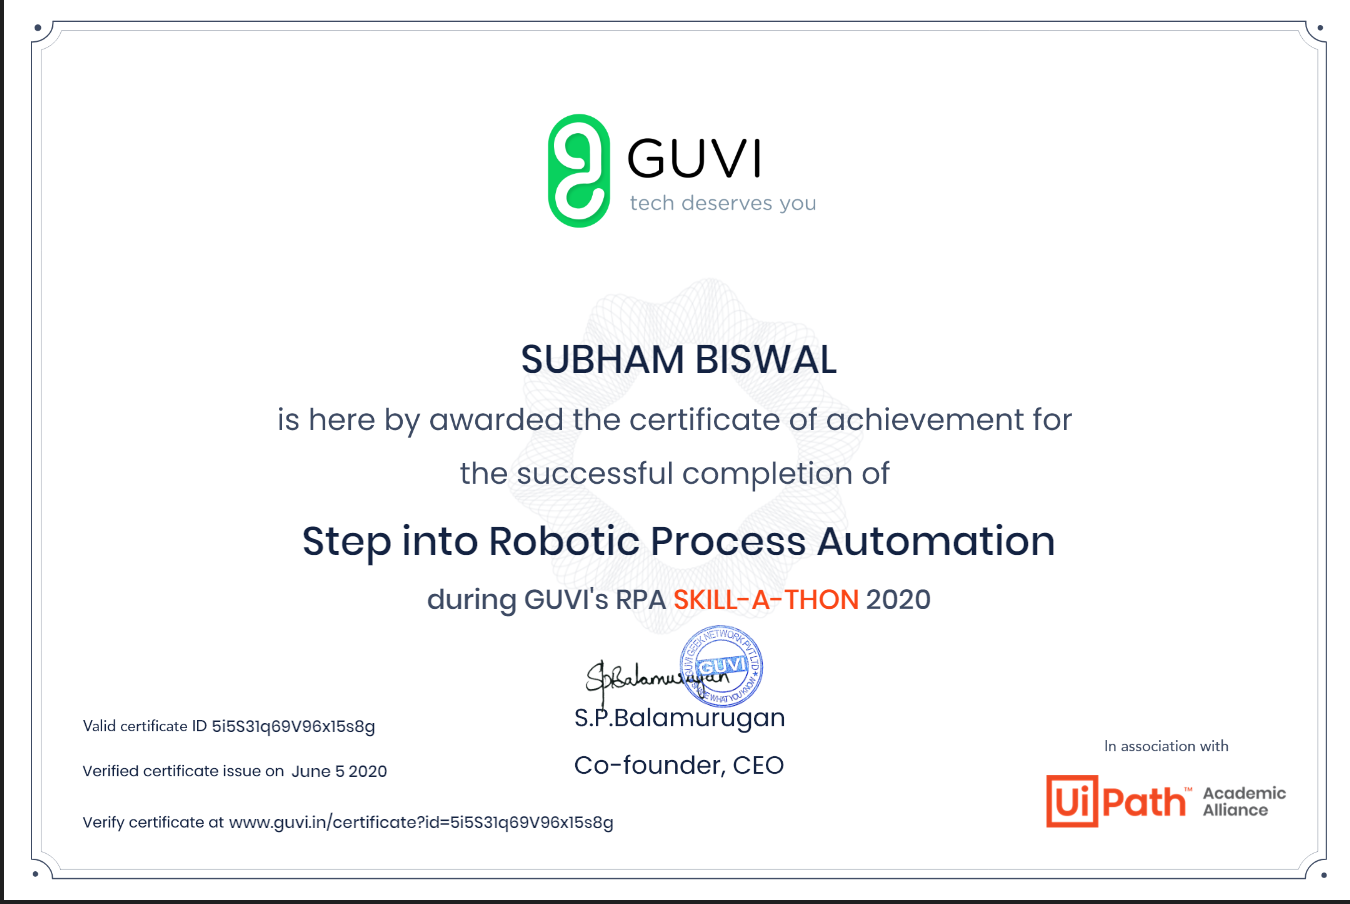 GUVI
tech deserves you
SUBHAM BISWAL
is here by awarded the certificate of achievement for
the successful completion of
Step into Robotic Process Automation
during GUVI's RPA SKILL-A-THON 2020
GUVI GEEK NETWORK PVT LTD
GUVI
WHAT YOU KNOW
SpBalamurugan
S.P.Balamurugan
Co-founder, CEO
Valid certificate ID 5i5S31q69V96x15s8g
Verified certificate issue on June 5 2020
Verify certificate at www.guvi.in/certificate?id=5i5S31q69V96x15s8g
In association with
UiPath™ Academic
Alliance